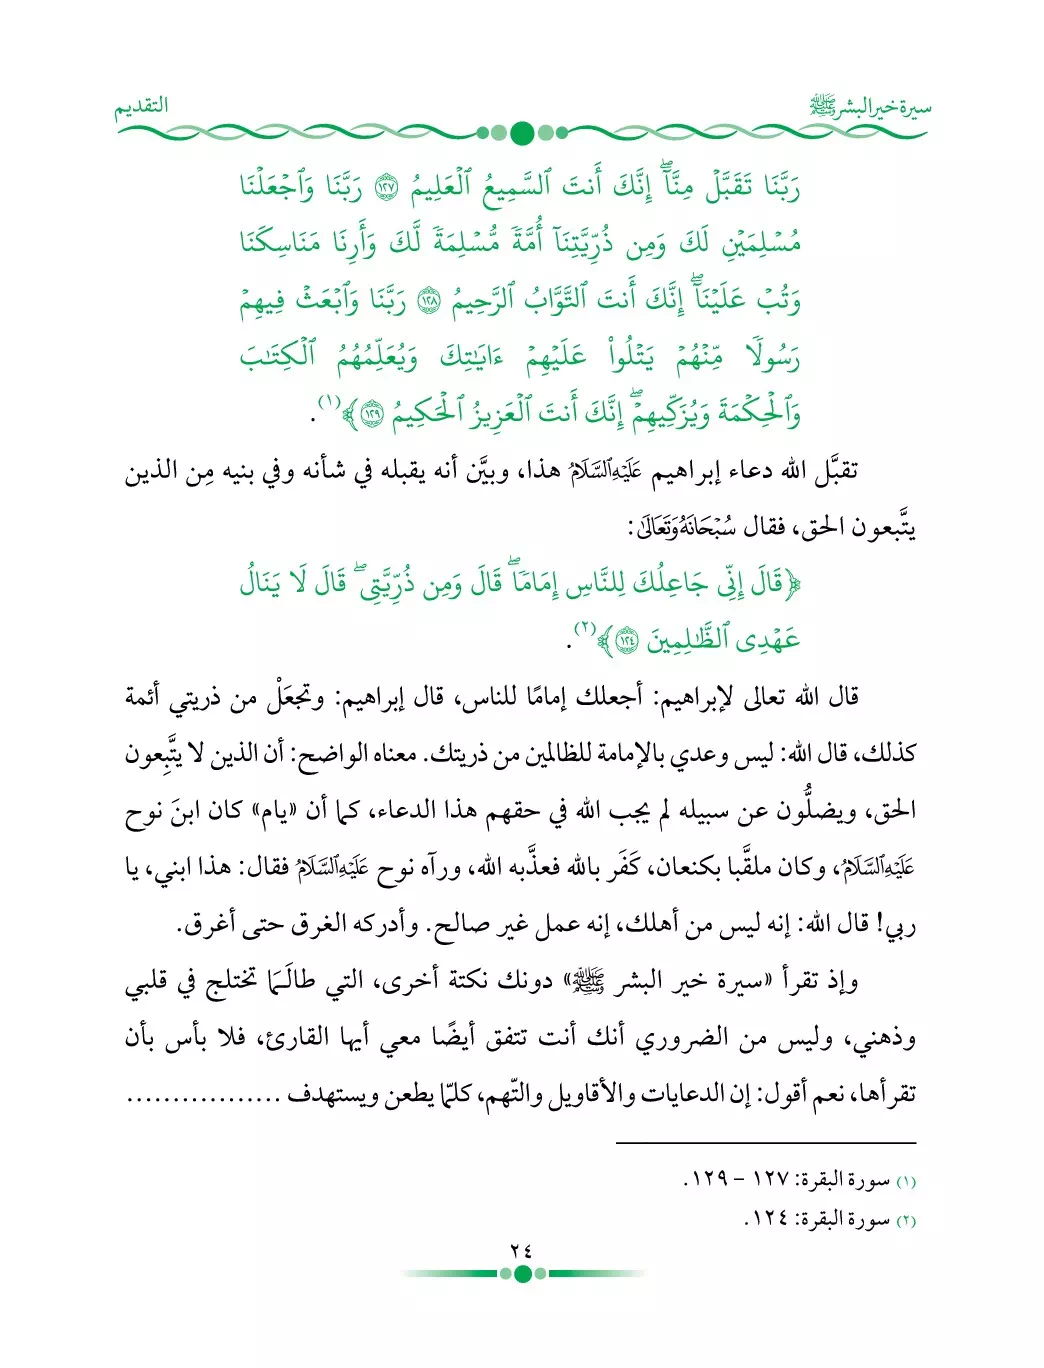 سيرة خير البشر ﷺ
التقديم
رَبَّنَا تَقَبَّلۡ مِنَّآۖ إِنَّكَ أَنتَ ٱلسَّمِيعُ ٱلۡعَلِيمُ ١٢٧ رَبَّنَا وَٱجۡعَلۡنَا
مُسۡلِمَيۡنِ لَكَ وَمِن ذُرِّيَّتِنَآ أُمَّةٗ مُّسۡلِمَةٗ لَّكَ وَأَرِنَا مَنَاسِكَنَا
وَتُبۡ عَلَيۡنَآۖ إِنَّكَ أَنتَ ٱلتَّوَّابُ ٱلرَّحِيمُ ١٢٨ رَبَّنَا وَٱبۡعَثۡ فِيهِمۡ
رَسُولٗا مِّنۡهُمۡ يَتۡلُواْ عَلَيۡهِمۡ ءَايَٰتِكَ وَيُعَلِّمُهُمُ ٱلۡكِتَٰبَ
وَٱلۡحِكۡمَةَ وَيُزَكِّيهِمۡۖ إِنَّكَ أَنتَ ٱلۡعَزِيزُ ٱلۡحَكِيمُ ١٢٩﴾(١).
تقبَّل الله دعاء إبراهيم عَلَيْهِ ٱلسَّلَامُ هذا، وبيَّن أنه يقبله في شأنه وفي بنيه مِن الذين
يتَّبعون الحق، فقال سُبْحَانَهُ وَتَعَالَىٰ:
﴿قَالَ إِنِّي جَاعِلُكَ لِلنَّاسِ إِمَامٗاۖ قَالَ وَمِن ذُرِّيَّتِيۖ قَالَ لَا يَنَالُ
عَهۡدِي ٱلظَّٰلِمِينَ ١٢٤﴾(٢).
قال الله تعالى لإبراهيم: أجعلك إمامًا للناس، قال إبراهيم: وتجعَلْ من ذريتي أئمة
كذلك، قال الله: ليس وعدي بالإمامة للظالمين من ذريتك. معناه الواضح: أن الذين لا يتَّبِعون
الحق، ويضلُّون عن سبيله لم يجب الله في حقهم هذا الدعاء، كما أن «يام» كان ابنَ نوح
عَلَيْهِ ٱلسَّلَامُ، وكان ملقَّبا بكنعان، كَفَر بالله فعذَّبه الله، ورآه نوح عَلَيْهِ ٱلسَّلَامُ فقال: هذا ابني، يا
ربي! قال الله: إنه ليس من أهلك، إنه عمل غير صالح. وأدركه الغرق حتى أغرق.
وإذ تقرأ «سيرة خير البشر ﷺ» دونك نكتة أخرى، التي طالَـمَا تختلج في قلبي
وذهني، وليس من الضروري أنك أنت تتفق أيضًا معي أيها القارئ، فلا بأس بأن
تقرأها، نعم أقول: إن الدعايات والأقاويل والتّهم، كلمّا يطعن ويستهدف .................
(١) سورة البقرة: ١٢٧ – ١٢٩.
(٢) سورة البقرة: ١٢٤.
٢٤